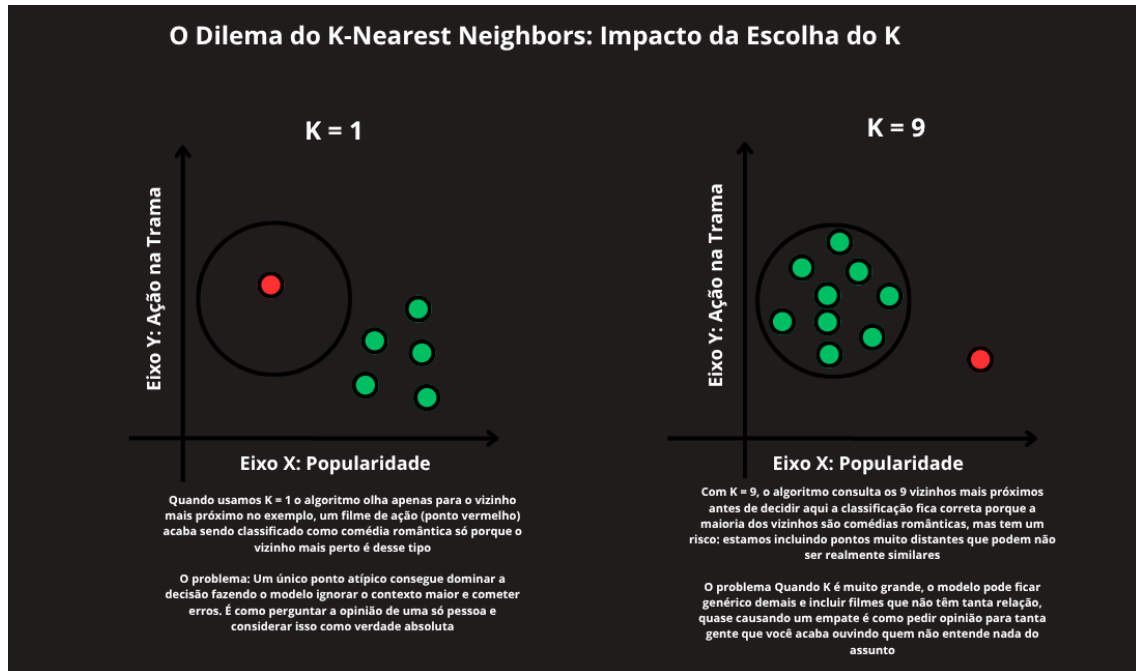 O Dilema do K-Nearest Neighbors: Impacto da Escolha do K
K = 1
Eixo Y: Ação na Trama
Eixo X: Popularidade
Quando usamos K = 1 o algoritmo olha apenas para o vizinho
mais próximo no exemplo, um filme de ação (ponto vermelho)
acaba sendo classificado como comédia romântica só porque o
vizinho mais perto é desse tipo
O problema: Um único ponto atípico consegue dominar a
decisão fazendo o modelo ignorar o contexto maior e cometer
erros. É como perguntar a opinião de uma só pessoa e
considerar isso como verdade absoluta
K = 9
Eixo Y: Ação na Trama
Eixo X: Popularidade
Com K = 9, o algoritmo consulta os 9 vizinhos mais próximos
antes de decidir aqui a classificação fica correta porque a
maioria dos vizinhos são comédias românticas, mas tem um
risco: estamos incluindo pontos muito distantes que podem não
ser realmente similares
O problema Quando K é muito grande, o modelo pode ficar
genérico demais e incluir filmes que não têm tanta relação,
quase causando um empate é como pedir opinião para tanta
gente que você acaba ouvindo quem não entende nada do
assunto